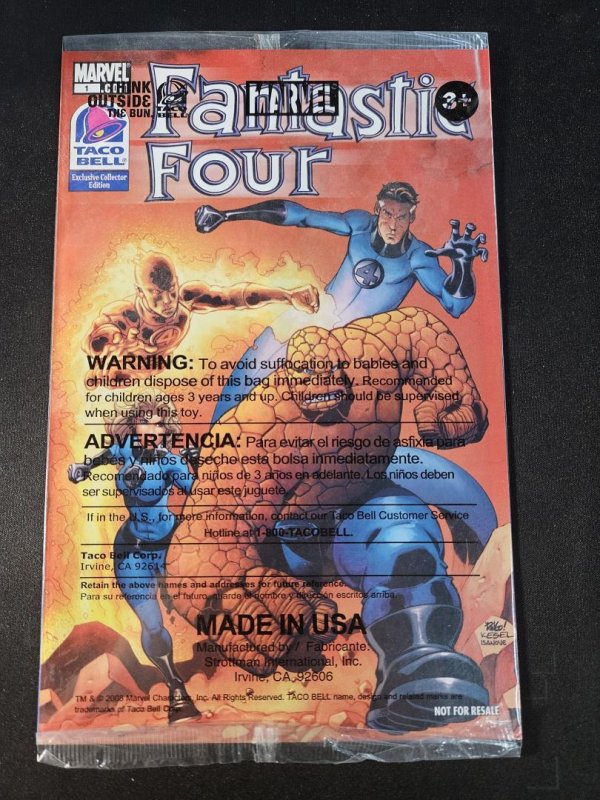 MARVEL
1
.COM
THINK
OUTSIDE
THE BUN.
TACO
BELL
MARVEL
3+
Fantastic
Four
TACO
BELL
Exclusive Collector
Edition
4
WARNING: To avoid suffocation to babies and
children dispose of this bag immediately. Recommended
for children ages 3 years and up. Children should be supervised
when using this toy.
ADVERTENCIA: Para evitar el riesgo de asfixia para
bebés y niños deseche esta bolsa inmediatamente.
Recomendado para niños de 3 años en adelante. Los niños deben
ser supervisados al usar este juguete.
If in the U.S., for more information, contact our Taco Bell Customer Service
Hotline at 1-800-TACOBELL.
Taco Bell Corp.
Irvine, CA 92614
Retain the above names and addresses for future reference.
Para su referencia en el futuro, guarde el nombre y dirección escritos arriba.
MADE IN USA
Manufactured by / Fabricante:
Strottman International, Inc.
Irvine, CA 92606
KESEL
TM & © 2005 Marvel Characters, Inc. All Rights Reserved. TACO BELL name, design and related marks are
trademarks of Taco Bell Corp.
NOT FOR RESALE